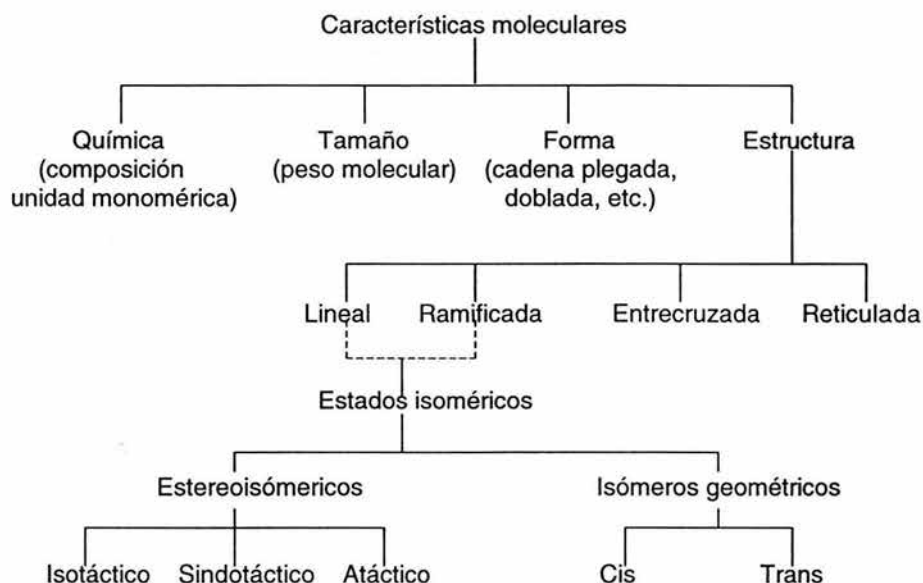 Características moleculares
Química
(composición
unidad monomérica)
Tamaño
(peso molecular)
Forma
(cadena plegada,
doblada, etc.)
Estructura
Lineal
Ramificada
Entrecruzada
Reticulada
Estados isoméricos
Estereoisómericos
Isómeros geométricos
Isotáctico
Sindotáctico
Atáctico
Cis
Trans